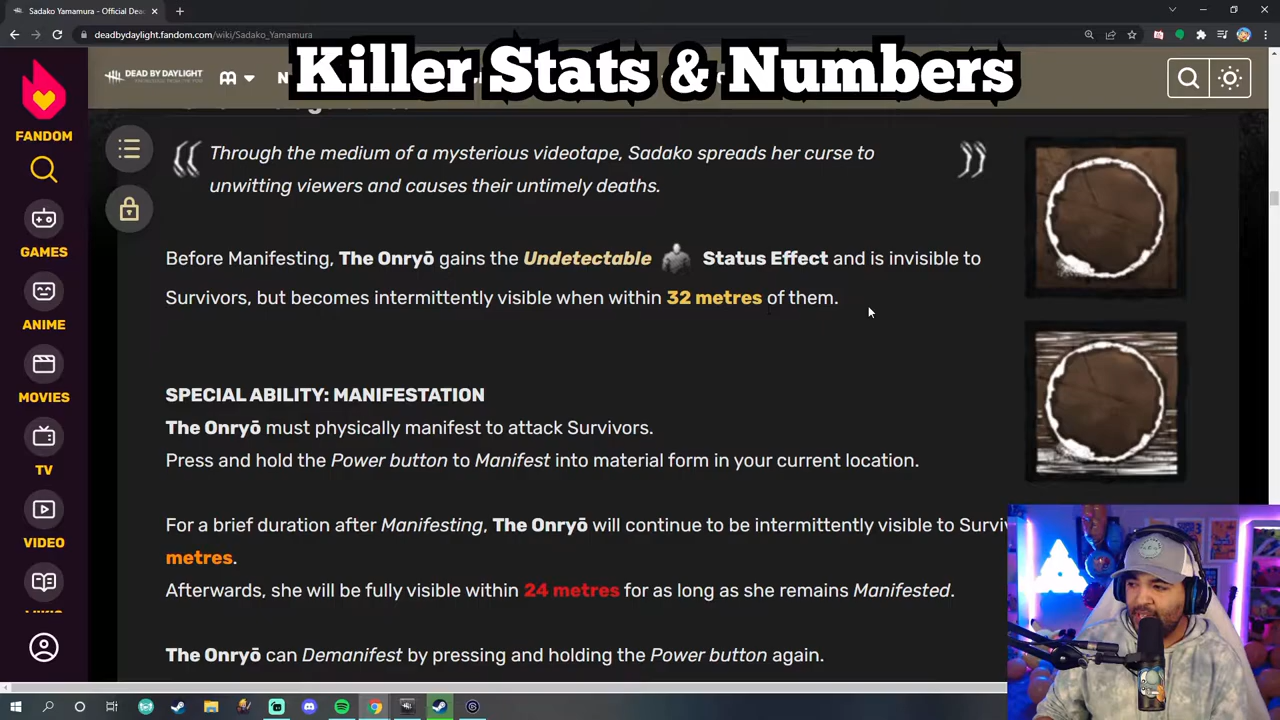 Sadako Yamamura - Official Dea
deadbydaylight.fandom.com/wiki/Sadako_Yamamura
Killer Stats & Numbers
DEAD BY DAYLIGHT
FANDOM
GAMES
ANIME
MOVIES
TV
VIDEO
Through the medium of a mysterious videotape, Sadako spreads her curse to
unwitting viewers and causes their untimely deaths.
Before Manifesting, The Onryō gains the Undetectable Status Effect and is invisible to
Survivors, but becomes intermittently visible when within 32 metres of them.
SPECIAL ABILITY: MANIFESTATION
The Onryō must physically manifest to attack Survivors.
Press and hold the Power button to Manifest into material form in your current location.
For a brief duration after Manifesting, The Onryō will continue to be intermittently visible to Surviv
metres.
Afterwards, she will be fully visible within 24 metres for as long as she remains Manifested.
The Onryō can Demanifest by pressing and holding the Power button again.